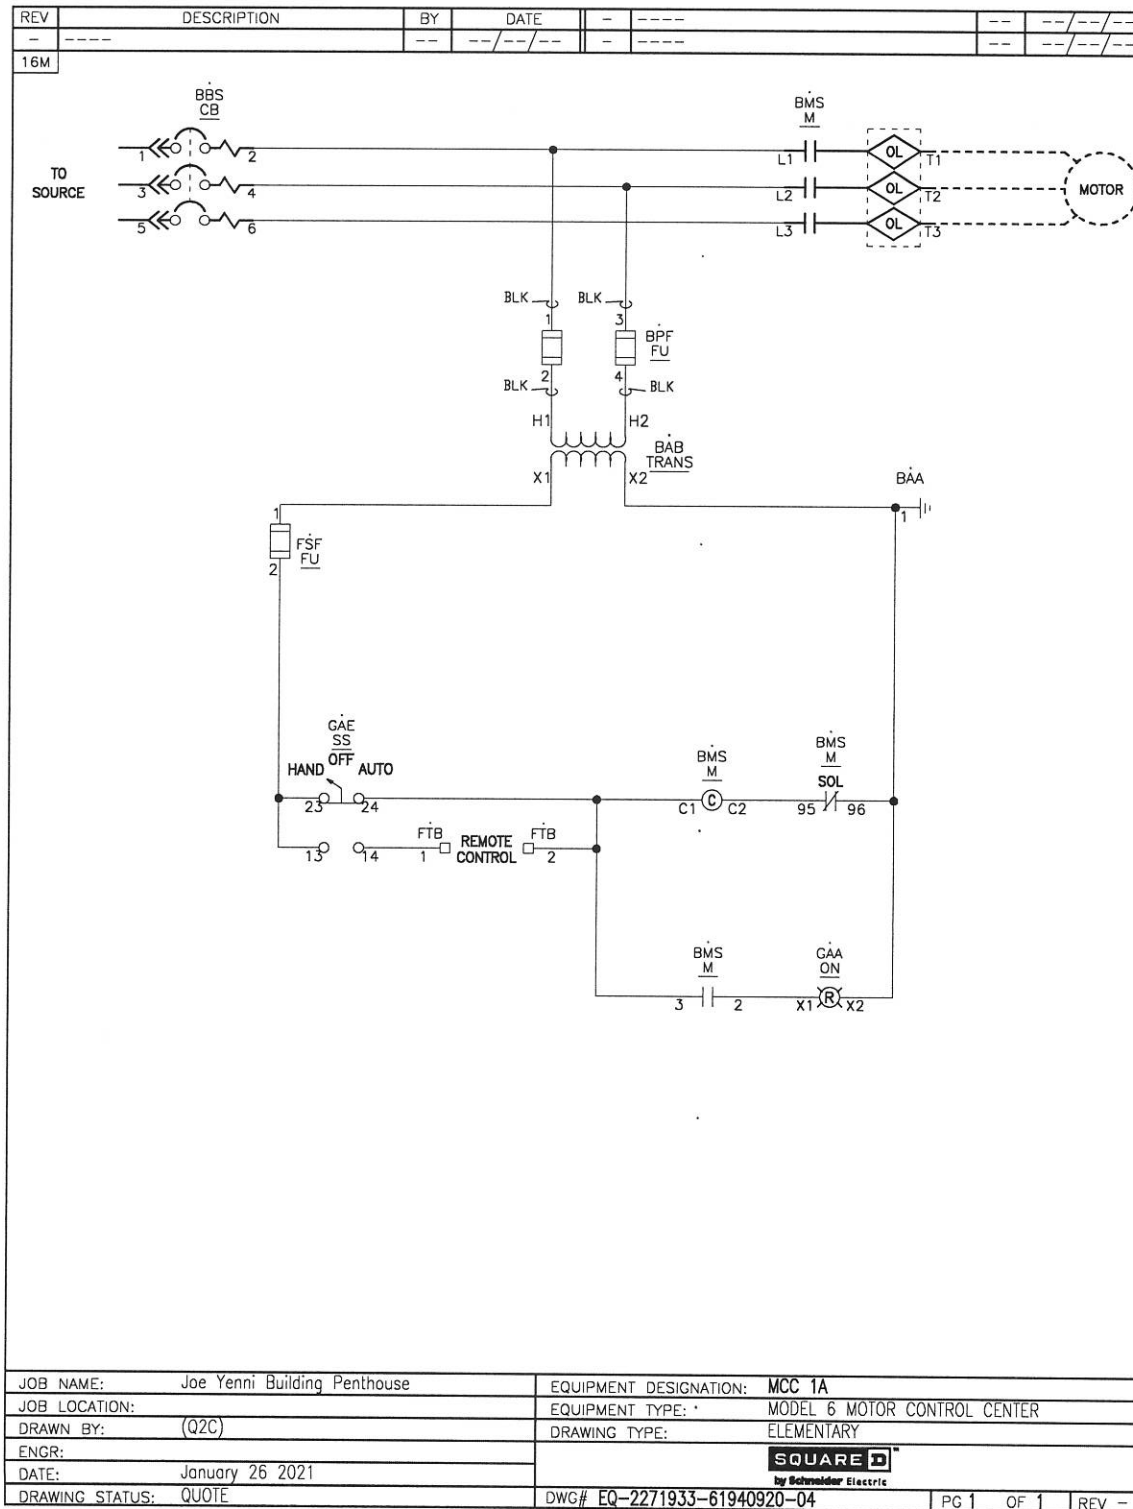 REV DESCRIPTION BY DATE - ---- -- --/--/--
- ---- -- --/--/-- - ---- -- --/--/--
16M
BBS
CB
BMS
M
TO
SOURCE
1 2 L1 OL T1
3 4 L2 OL T2 MOTOR
5 6 L3 OL T3
BLK BLK
1 3
BPF
FU
2 4
BLK BLK
H1 H2
BAB
TRANS
X1 X2
BAA
1
1
FSF
FU
2
GAE
SS
OFF
HAND AUTO
BMS
M
BMS
M
SOL
23 24 C1 C C2 95 96
FTB REMOTE FTB
13 14 1 CONTROL 2
BMS
M
GAA
ON
3 2 X1 R X2
JOB NAME: Joe Yenni Building Penthouse
JOB LOCATION:
DRAWN BY: (Q2C)
ENGR:
DATE: January 26 2021
DRAWING STATUS: QUOTE
EQUIPMENT DESIGNATION: MCC 1A
EQUIPMENT TYPE: MODEL 6 MOTOR CONTROL CENTER
DRAWING TYPE: ELEMENTARY
SQUARE D™
by Schneider Electric
DWG# EQ-2271933-61940920-04 PG 1 OF 1 REV -